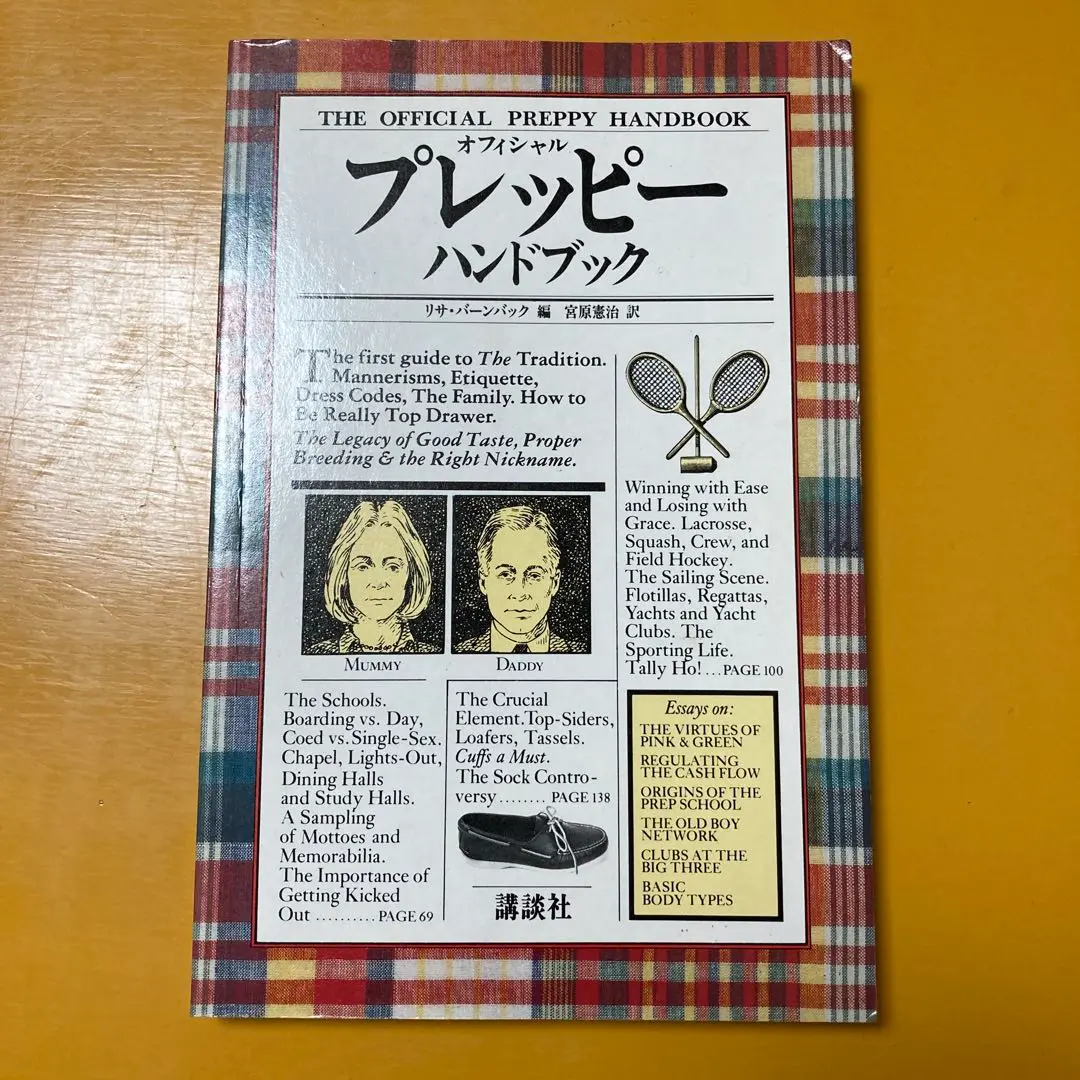 THE OFFICIAL PREPPY HANDBOOK
オフィシャル
プレッピー
ハンドブック
リサ・バーンバック 編 宮原憲治 訳
The first guide to The Tradition.
Mannerisms, Etiquette,
Dress Codes, The Family. How to
Be Really Top Drawer.
The Legacy of Good Taste, Proper
Breeding & the Right Nickname.
MUMMY
DADDY
Winning with Ease
and Losing with
Grace. Lacrosse,
Squash, Crew, and
Field Hockey.
The Sailing Scene.
Flotillas, Regattas,
Yachts and Yacht
Clubs. The
Sporting Life.
Tally Ho! ... PAGE 100
The Schools.
Boarding vs. Day,
Coed vs. Single-Sex.
Chapel, Lights-Out,
Dining Halls
and Study Halls.
A Sampling
of Mottoes and
Memorabilia.
The Importance of
Getting Kicked
Out .......... PAGE 69
The Crucial
Element. Top-Siders,
Loafers, Tassels.
Cuffs a Must.
The Sock Contro-
versy ........ PAGE 138
講談社
Essays on:
THE VIRTUES OF
PINK & GREEN
REGULATING
THE CASH FLOW
ORIGINS OF THE
PREP SCHOOL
THE OLD BOY
NETWORK
CLUBS AT THE
BIG THREE
BASIC
BODY TYPES